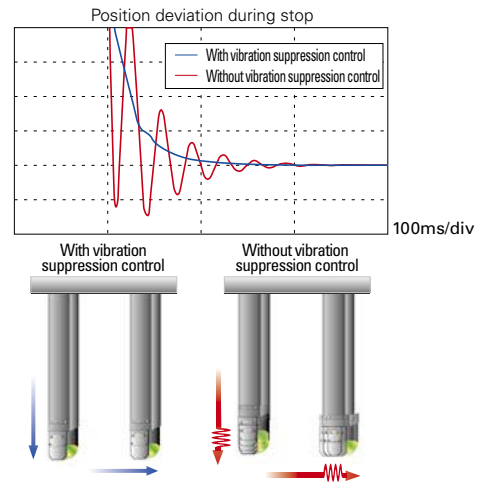 Position deviation during stop
With vibration suppression control
Without vibration suppression control
100ms/div
With vibration
suppression control
Without vibration
suppression control